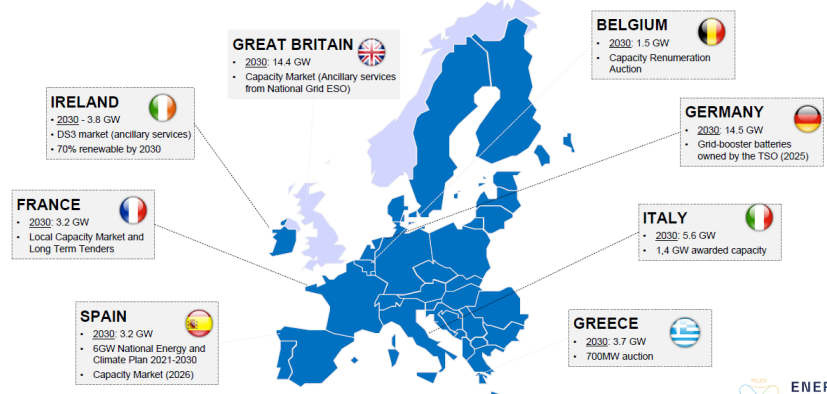 GREAT BRITAIN
• 2030: 14.4 GW
• Capacity Market (Ancillary services
from National Grid ESO)
BELGIUM
• 2030: 1.5 GW
• Capacity Renumeration
Auction
IRELAND
• 2030 - 3.8 GW
• DS3 market (ancillary services)
• 70% renewable by 2030
GERMANY
• 2030: 14.5 GW
• Grid-booster batteries
owned by the TSO (2025)
FRANCE
• 2030: 3.2 GW
• Local Capacity Market and
Long Term Tenders
ITALY
• 2030: 5.6 GW
• 1,4 GW awarded capacity
SPAIN
• 2030: 3.2 GW
• 6GW National Energy and
Climate Plan 2021-2030
• Capacity Market (2026)
GREECE
• 2030: 3.7 GW
• 700MW auction
ENER